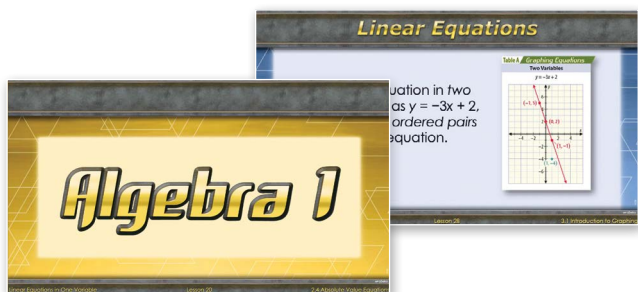 Linear Equations
Table A Graphing Equations
Two Variables
y = −3x + 2
uation in two
as y = −3x + 2,
ordered pairs
equation.
(0, 2)
(1, −1)
Lesson 28
3.1 Introduction to Graphing
Algebra 1
Linear Equations in One Variable
Lesson 20
2.4 Absolute Value Equations